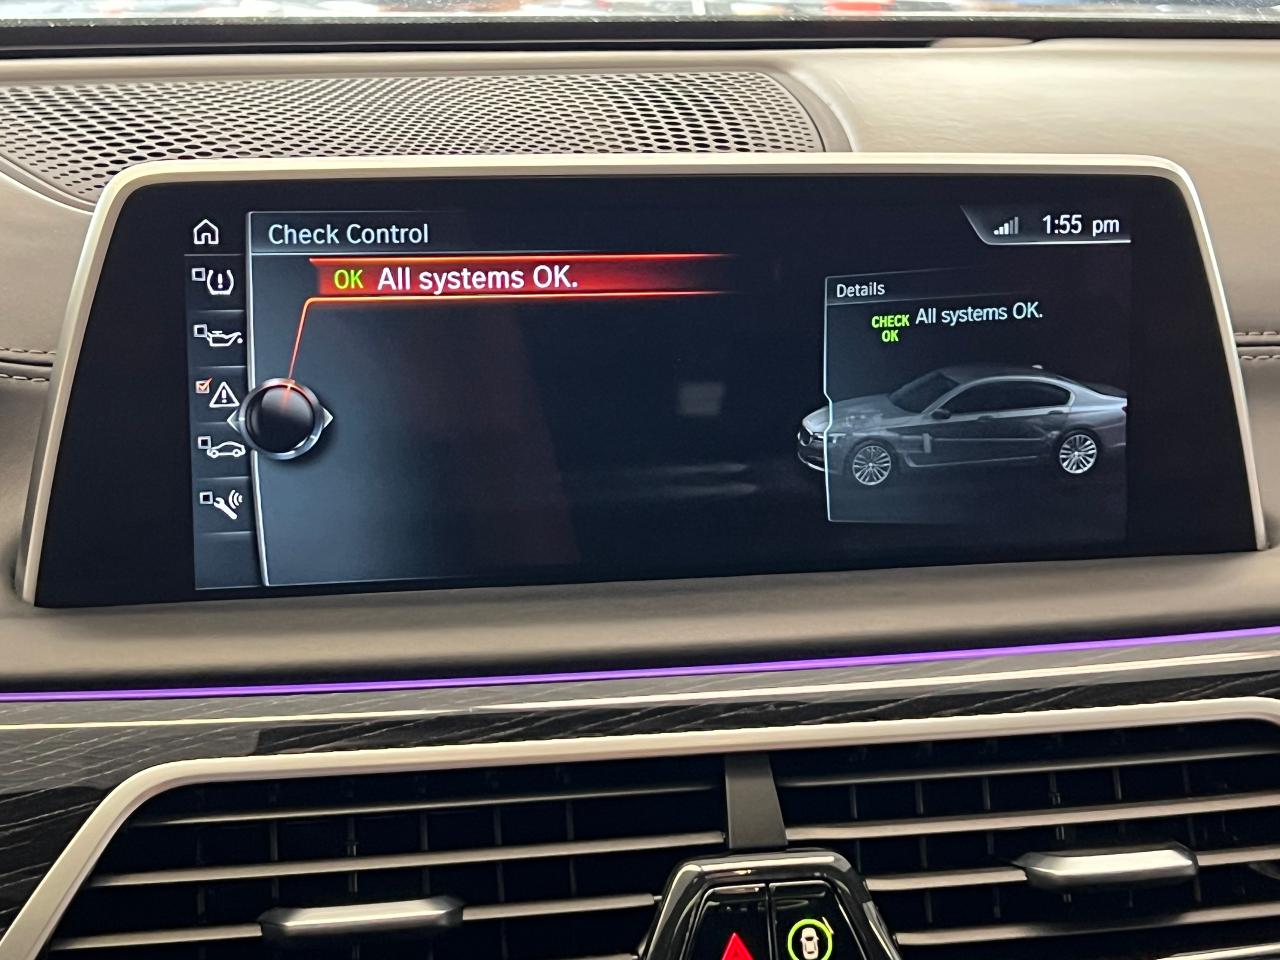 Check Control
1:55 pm
OK All systems OK.
Details
CHECK OK All systems OK.